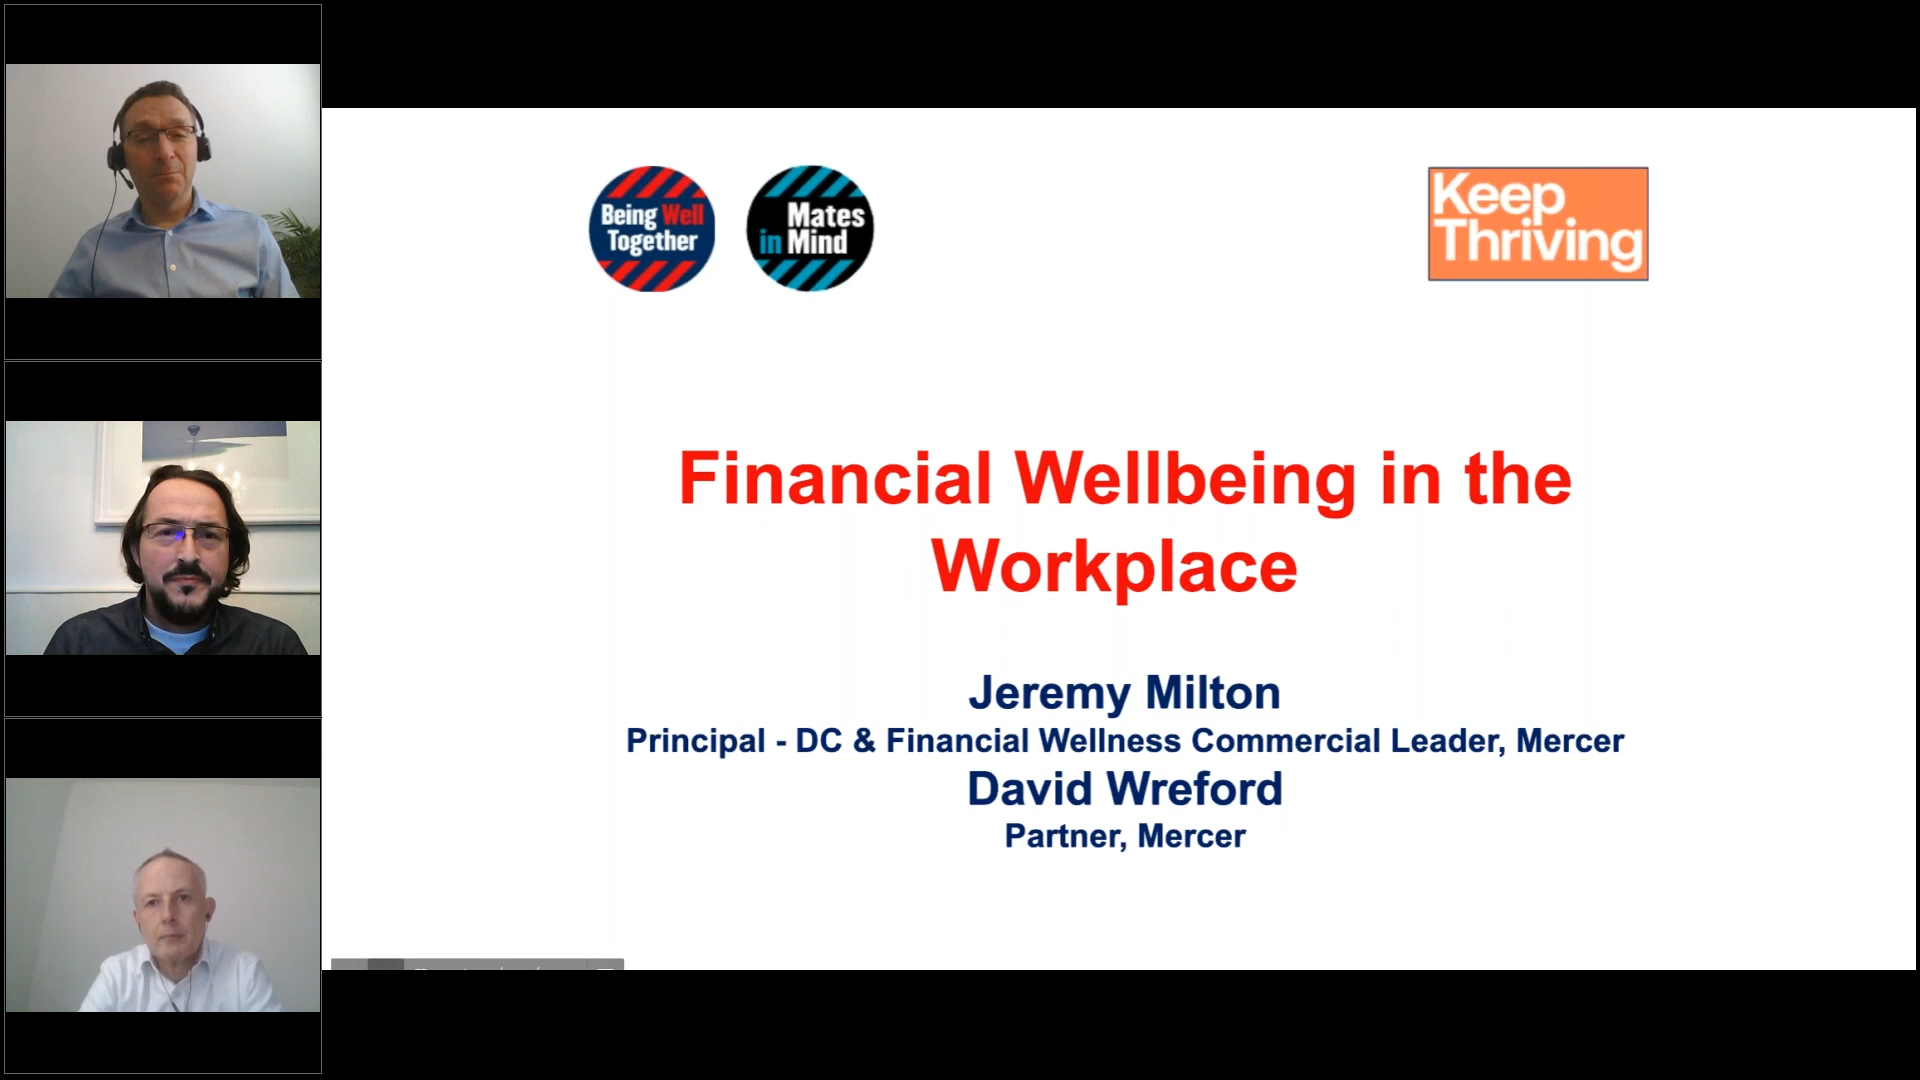 Being Well
Together
Mates
in Mind
Keep
Thriving
Financial Wellbeing in the
Workplace
Jeremy Milton
Principal - DC & Financial Wellness Commercial Leader, Mercer
David Wreford
Partner, Mercer